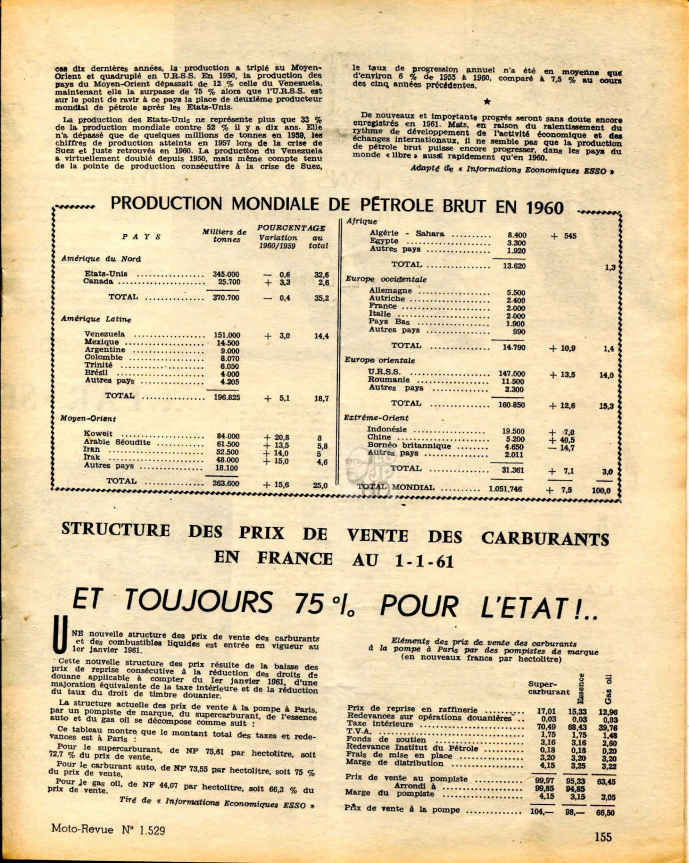 ces dix dernières années, la production a triplé au Moyen-
Orient et quadruplé en U.R.S.S. En 1950, la production des
pays du Moyen-Orient dépassait de 12 % celle du Venezuela,
maintenant elle la surpasse de 75 % alors que l'U.R.S.S. est
sur le point de ravir à ce pays la place de deuxième producteur
mondial de pétrole après les Etats-Unis.
La production des Etats-Unis ne représente plus que 33 %
de la production mondiale contre 52 % il y a dix ans. Elle
n'a dépassé que de quelques millions de tonnes en 1959, les
chiffres de production atteints en 1957 lors de la crise de
Suez et juste retrouvés en 1960. La production du Venezuela
a virtuellement doublé depuis 1950, mais même compte tenu
de la pointe de production consécutive à la crise de Suez,
le taux de progression annuel n'a été en moyenne que
d'environ 6 % de 1955 à 1960, comparé à 7,5 % au cours
des cinq années précédentes.
★
De nouveaux et importants progrès seront sans doute encore
enregistrés en 1961. Mais, en raison du ralentissement du
rythme de développement de l'activité économique et des
échanges internationaux, il ne semble pas que la production
de pétrole brut puisse encore progresser, dans les pays du
monde « libre » aussi rapidement qu'en 1960.
Adapté de « Informations Economiques ESSO »
PRODUCTION MONDIALE DE PÉTROLE BRUT EN 1960
PAYS Milliers de tonnes POURCENTAGE Variation 1960/1959 au total
Amérique du Nord
Etats-Unis 345.000 — 0,6 32,6
Canada 25.700 + 3,3 2,6
TOTAL 370.700 — 0,4 35,2
Amérique Latine
Venezuela 151.000 + 3,0 14,4
Mexique 14.500
Argentine 9.000
Colombie 8.070
Trinité 6.050
Brésil 4.000
Autres pays 4.205
TOTAL 196.825 + 5,1 18,7
Moyen-Orient
Koweit 84.000 + 20,8 8
Arabie Séoudite 61.500 + 13,5 5,8
Iran 52.500 + 14,0 5
Irak 48.000 + 15,0 4,6
Autres pays 18.100
TOTAL 263.600 + 15,6 25,0
Afrique
Algérie - Sahara 8.400 + 545
Egypte 3.300
Autres pays 1.920
TOTAL 13.620 1,3
Europe occidentale
Allemagne 5.500
Autriche 2.400
France 2.000
Italie 2.000
Pays Bas 1.900
Autres pays 990
TOTAL 14.790 + 10,9 1,4
Europe orientale
U.R.S.S. 147.000 + 13,5 14,0
Roumanie 11.500
Autres pays 2.300
TOTAL 160.850 + 12,6 15,3
Extrême-Orient
Indonésie 19.500 + 7,0
Chine 5.200 + 40,5
Bornéo britannique 4.650 — 14,7
Autres pays 2.011
TOTAL 31.361 + 7,1 3,0
TOTAL MONDIAL 1.051,746 + 7,5 100,0
STRUCTURE DES PRIX DE VENTE DES CARBURANTS
EN FRANCE AU 1-1-61
ET TOUJOURS 75 % POUR L'ETAT!..
UNE nouvelle structure des prix de vente des carburants
et des combustibles liquides est entrée en vigueur au
1er janvier 1961.
Cette nouvelle structure des prix résulte de la baisse des
prix de reprise consécutive à la réduction des droits de
douane applicable à compter du 1er janvier 1961, d'une
majoration équivalente de la taxe intérieure et de la réduction
du taux du droit de timbre douanier.
La structure actuelle des prix de vente à la pompe à Paris,
par un pompiste de marque, du supercarburant, de l'essence
auto et du gas oil se décompose comme suit :
Ce tableau montre que le montant total des taxes et rede-
vances est à Paris :
Pour le supercarburant, de NF 75,61 par hectolitre, soit
72,7 % du prix de vente,
Pour le carburant auto, de NF 73,55 par hectolitre, soit 75 %
du prix de vente,
Pour le gas oil, de NF 44,07 par hectolitre, soit 66,3 % du
prix de vente.
Tiré de « Informations Economiques ESSO »
Eléments des prix de vente des carburants
à la pompe à Paris par des pompistes de marque
(en nouveaux francs par hectolitre)
Super-carburant Essence Gas oil
Prix de reprise en raffinerie 17,01 15,33 12,96
Redevances sur opérations douanières 0,03 0,03 0,03
Taxe intérieure 70,49 68,43 39,76
T.V.A. 1,75 1,75 1,48
Fonds de soutien 3,16 3,16 2,60
Redevance Institut du Pétrole 0,18 0,18 0,20
Frais de mise en place 3,20 3,20 3,20
Marge de distribution 4,15 3,25 3,22
Prix de vente au pompiste 99,97 95,33 63,45
Arrondi à 99,85 94,85
Marge du pompiste 4,15 3,15 3,05
Prix de vente à la pompe 104,— 98,— 66,50
Moto-Revue N° 1.529
155